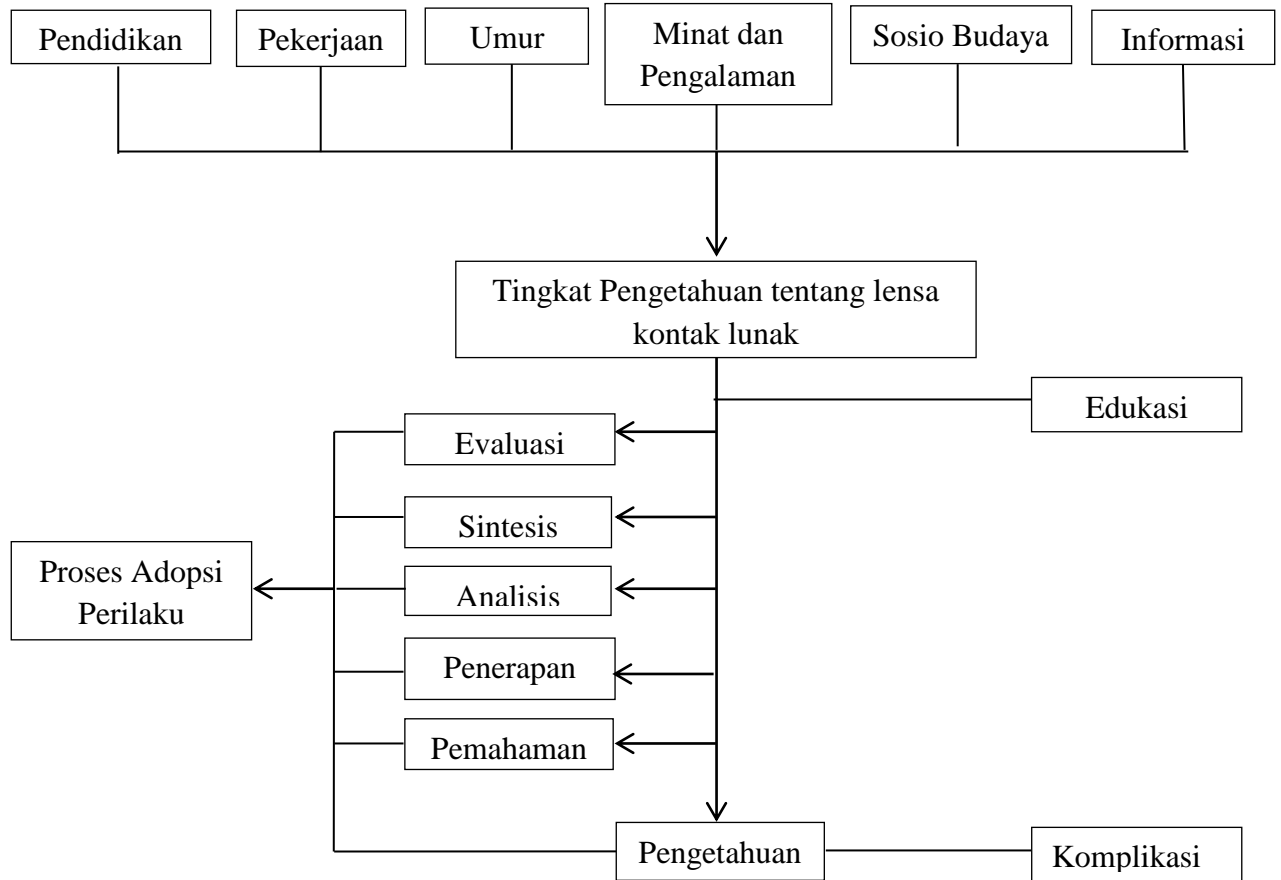 Pendidikan
Pekerjaan
Umur
Minat dan
Pengalaman
Sosio Budaya
Informasi
Tingkat Pengetahuan tentang lensa
kontak lunak
Edukasi
Evaluasi
Sintesis
Proses Adopsi
Perilaku
Analisis
Penerapan
Pemahaman
Pengetahuan
Komplikasi